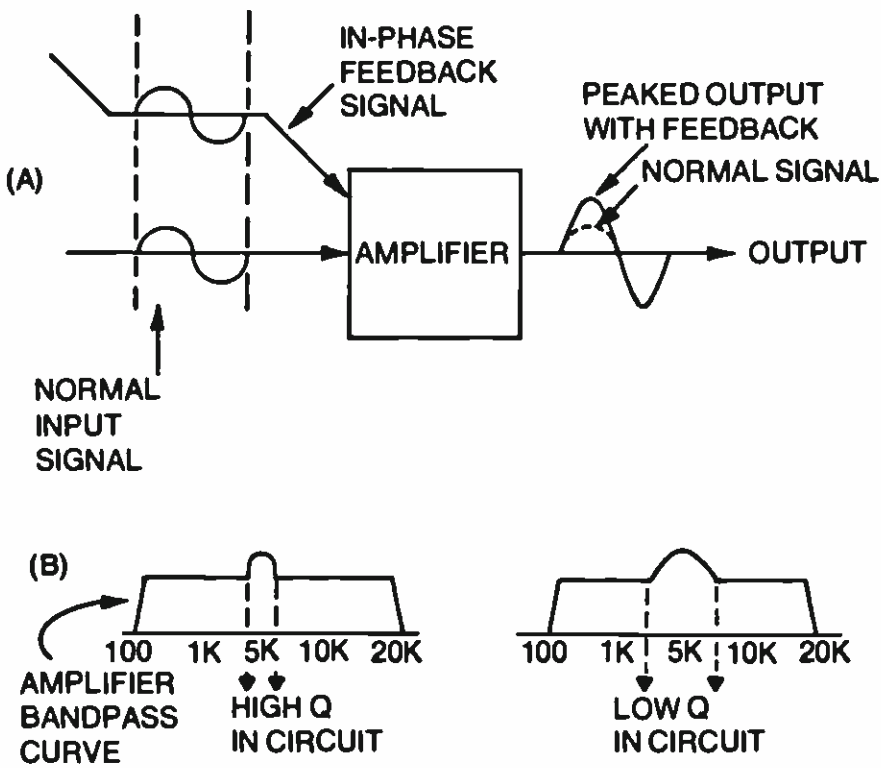 IN-PHASE
FEEDBACK
SIGNAL
PEAKED OUTPUT
WITH FEEDBACK
NORMAL SIGNAL
(A)
AMPLIFIER
OUTPUT
NORMAL
INPUT
SIGNAL
(B)
100 1K 5K 10K 20K
HIGH Q
IN CIRCUIT
AMPLIFIER
BANDPASS
CURVE
100 1K 5K 10K 20K
LOW Q
IN CIRCUIT